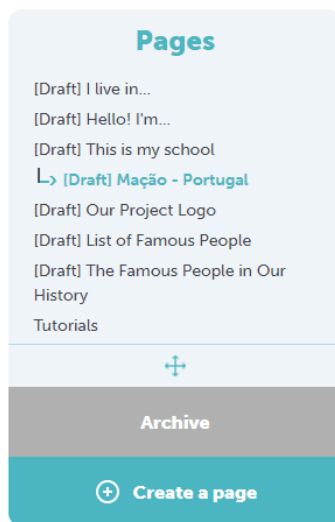 Pages
[Draft] I live in...
[Draft] Hello! I'm...
[Draft] This is my school
[Draft] Mação - Portugal
[Draft] Our Project Logo
[Draft] List of Famous People
[Draft] The Famous People in Our
History
Tutorials
Archive
Create a page